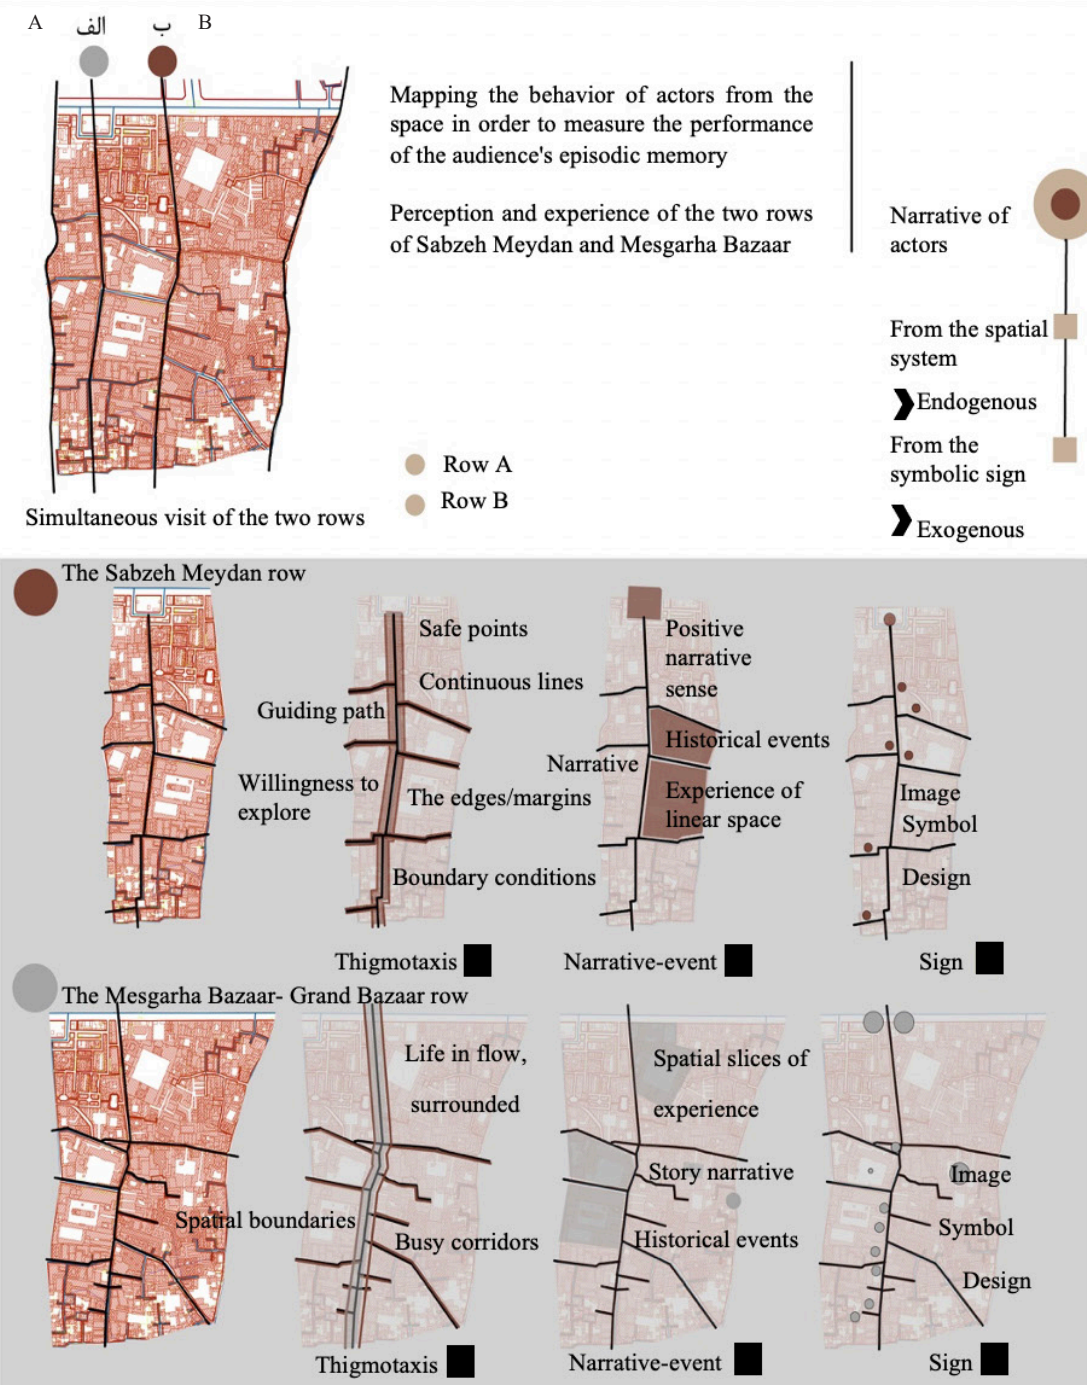 A الف ب B
Mapping the behavior of actors from the
space in order to measure the performance
of the audience's episodic memory
Perception and experience of the two rows
of Sabzeh Meydan and Mesgarha Bazaar
Narrative of
actors
From the spatial
system
Endogenous
From the
symbolic sign
Exogenous
Row A
Row B
Simultaneous visit of the two rows
The Sabzeh Meydan row
Safe points
Continuous lines
Guiding path
Willingness to
explore
The edges/margins
Boundary conditions
Thigmotaxis
Positive
narrative
sense
Historical events
Narrative
Experience of
linear space
Narrative-event
Image
Symbol
Design
Sign
The Mesgarha Bazaar- Grand Bazaar row
Life in flow,
surrounded
Spatial boundaries
Busy corridors
Thigmotaxis
Spatial slices of
experience
Story narrative
Historical events
Narrative-event
Image
Symbol
Design
Sign